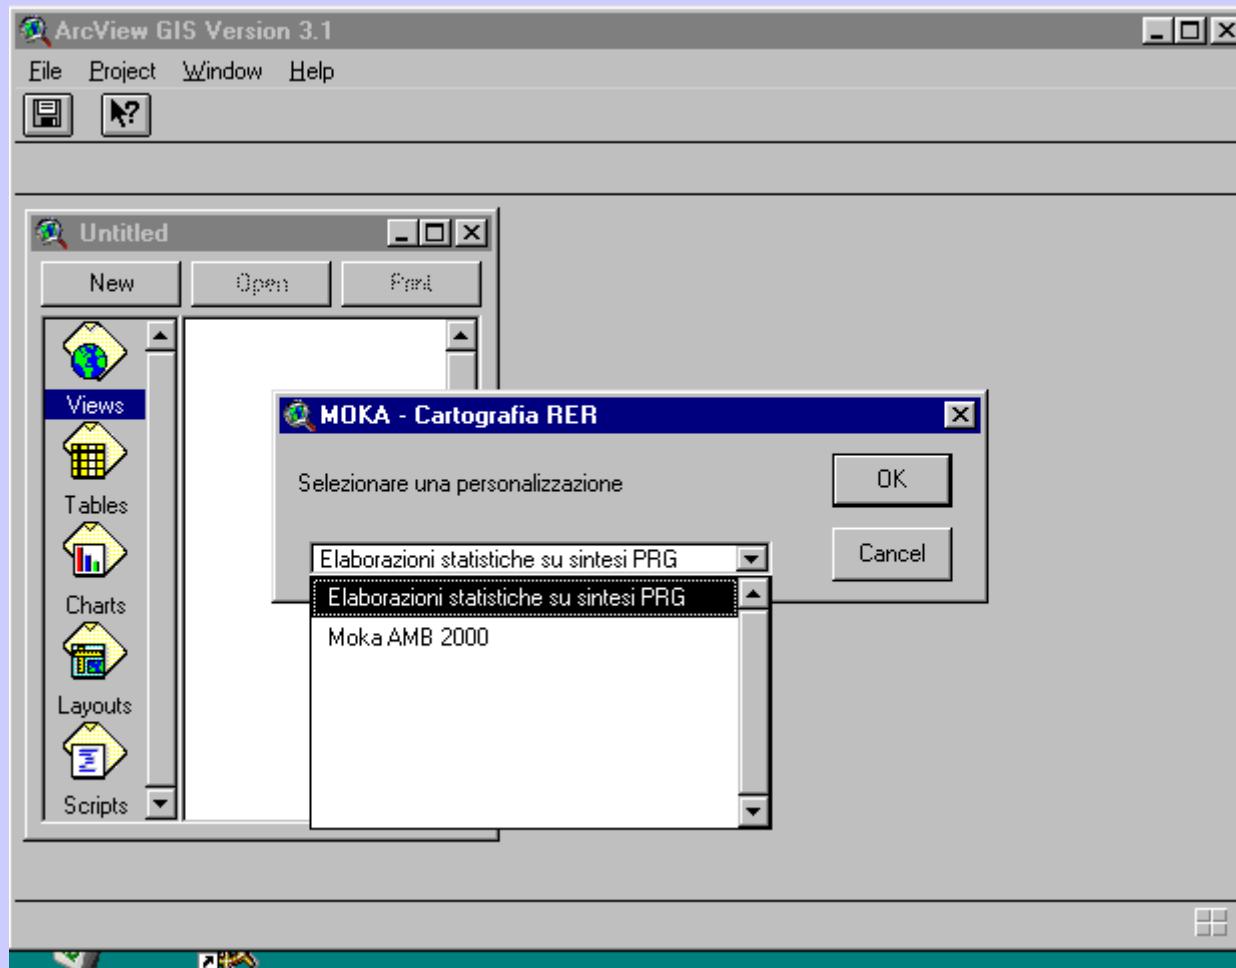 ArcView GIS Version 3.1
File Project Window Help
Untitled
New Open Print
Views
Tables
Charts
Layouts
Scripts
MOKA - Cartografia RER
Selezionare una personalizzazione
OK
Elaborazioni statistiche su sintesi PRG
Cancel
Elaborazioni statistiche su sintesi PRG
Moka AMB 2000